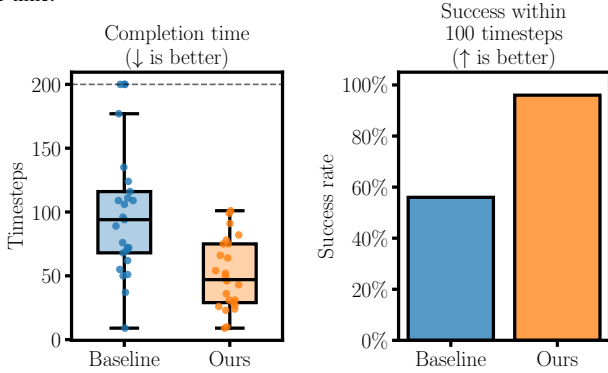 Completion time
(↓ is better)
Timesteps
200
150
100
50
0
Baseline
Ours
Success within
100 timesteps
(↑ is better)
Success rate
100%
80%
60%
40%
20%
0%
Baseline
Ours